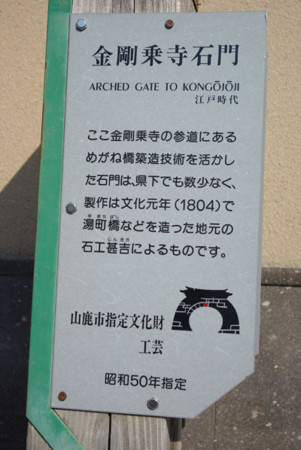 金剛乗寺石門
ARCHED GATE TO KONGŌJŌJI
江戸時代
ここ金剛乗寺の参道にある
めがね橋築造技術を活かし
た石門は、県下でも数少なく、
製作は文化元年(1804)で
湯町橋などを造った地元の
石工甚吉によるものです。
山鹿市指定文化財
工芸
昭和50年指定